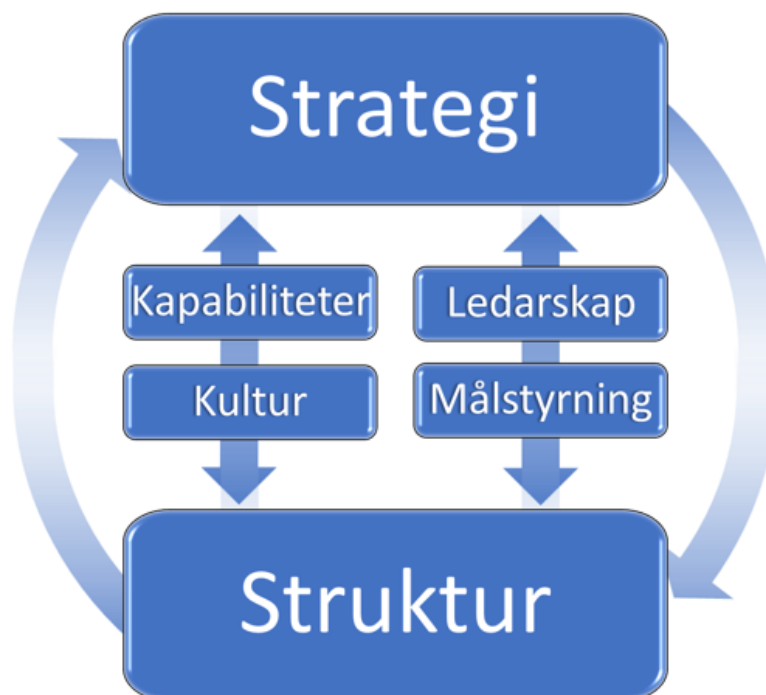 Strategi
Kapabiliteter
Ledarskap
Kultur
Målstyrning
Struktur